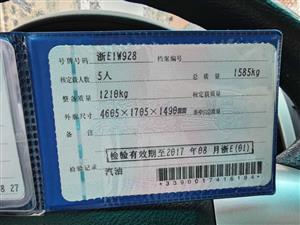 号牌号码 浙E1W928 档案编号
核定载人数 5人 总质量 1585kg
整备质量 1210kg 核定载质量
外廓尺寸 4605×1705×1490mm 准牵引总质量
备注
检验有效期至2017年08月浙E(01)
检验记录 汽油
*3390017418194*
8 27